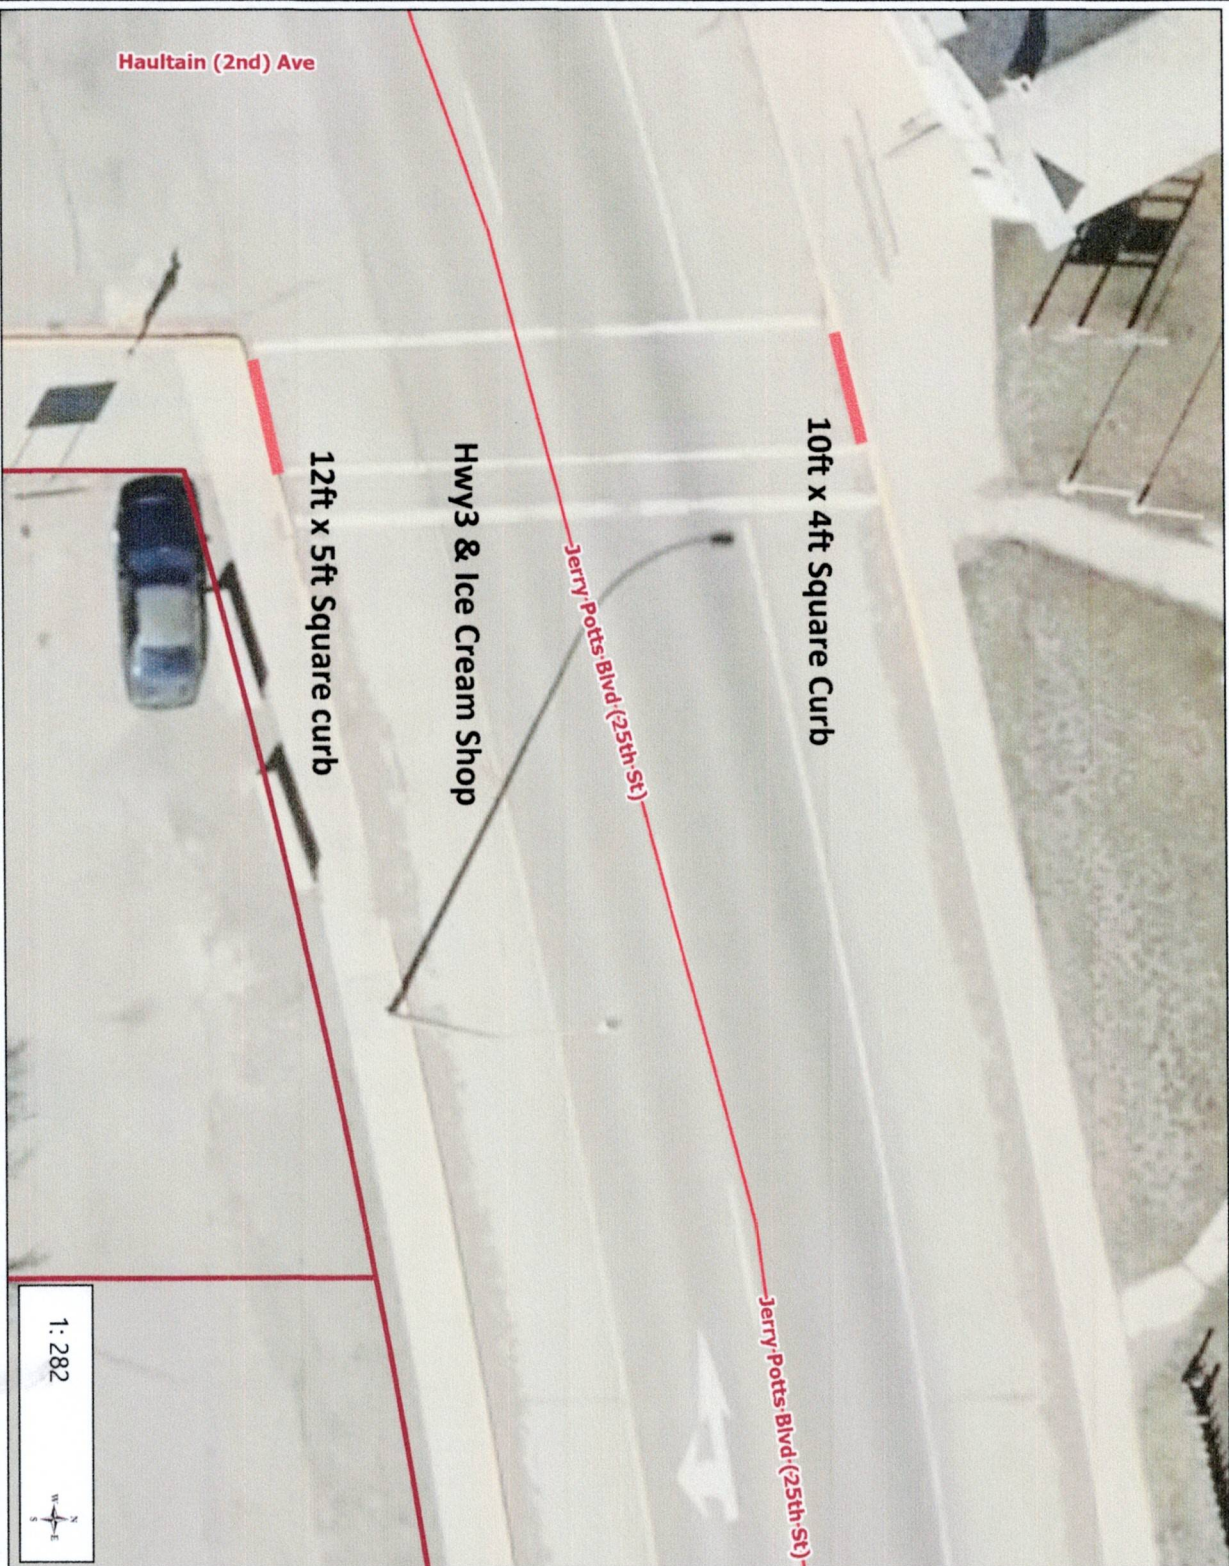 Haultain (2nd) Ave
10ft x 4ft Square Curb
Jerry Potts Blvd (25th St)
Hwy3 & Ice Cream Shop
12ft x 5ft Square curb
Jerry Potts Blvd (25th St)
1: 282
N
W
E
S